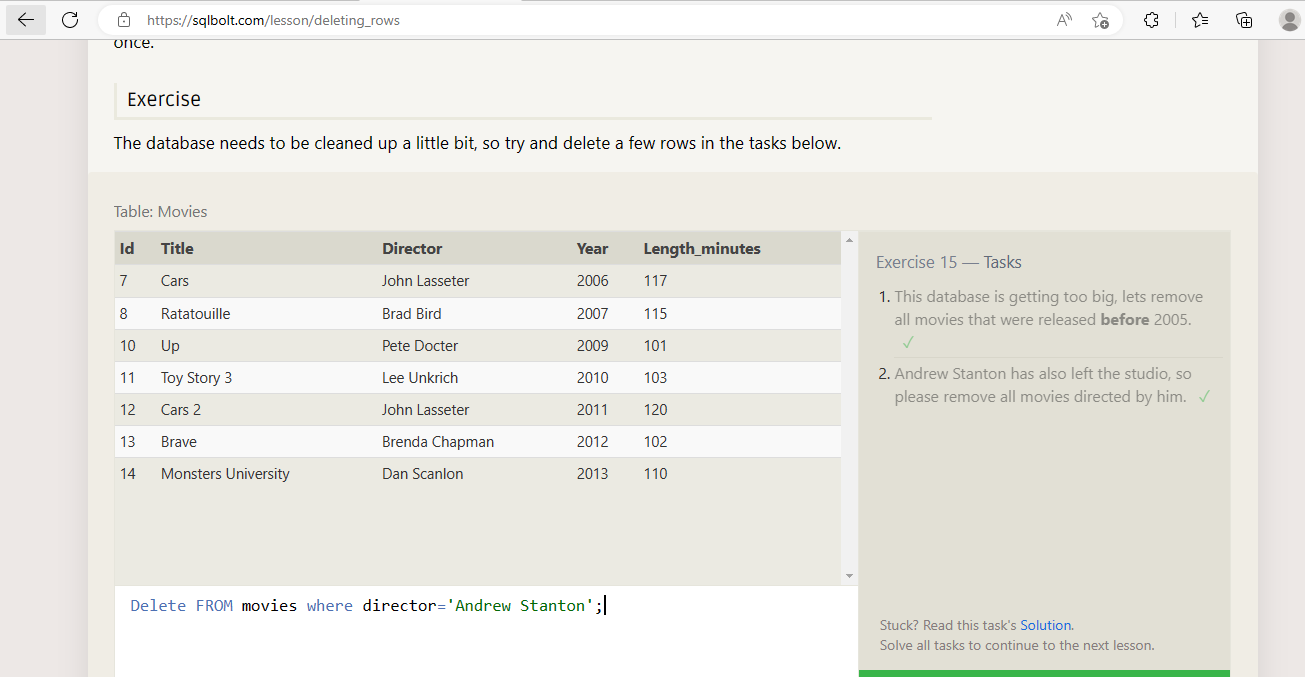 https://sqlbolt.com/lesson/deleting_rows
once.
Exercise
The database needs to be cleaned up a little bit, so try and delete a few rows in the tasks below.
Table: Movies
Id Title Director Year Length_minutes
7 Cars John Lasseter 2006 117
8 Ratatouille Brad Bird 2007 115
10 Up Pete Docter 2009 101
11 Toy Story 3 Lee Unkrich 2010 103
12 Cars 2 John Lasseter 2011 120
13 Brave Brenda Chapman 2012 102
14 Monsters University Dan Scanlon 2013 110
Delete FROM movies where director='Andrew Stanton';
Exercise 15 — Tasks
1. This database is getting too big, lets remove
all movies that were released before 2005.
✓
2. Andrew Stanton has also left the studio, so
please remove all movies directed by him. ✓
Stuck? Read this task's Solution.
Solve all tasks to continue to the next lesson.